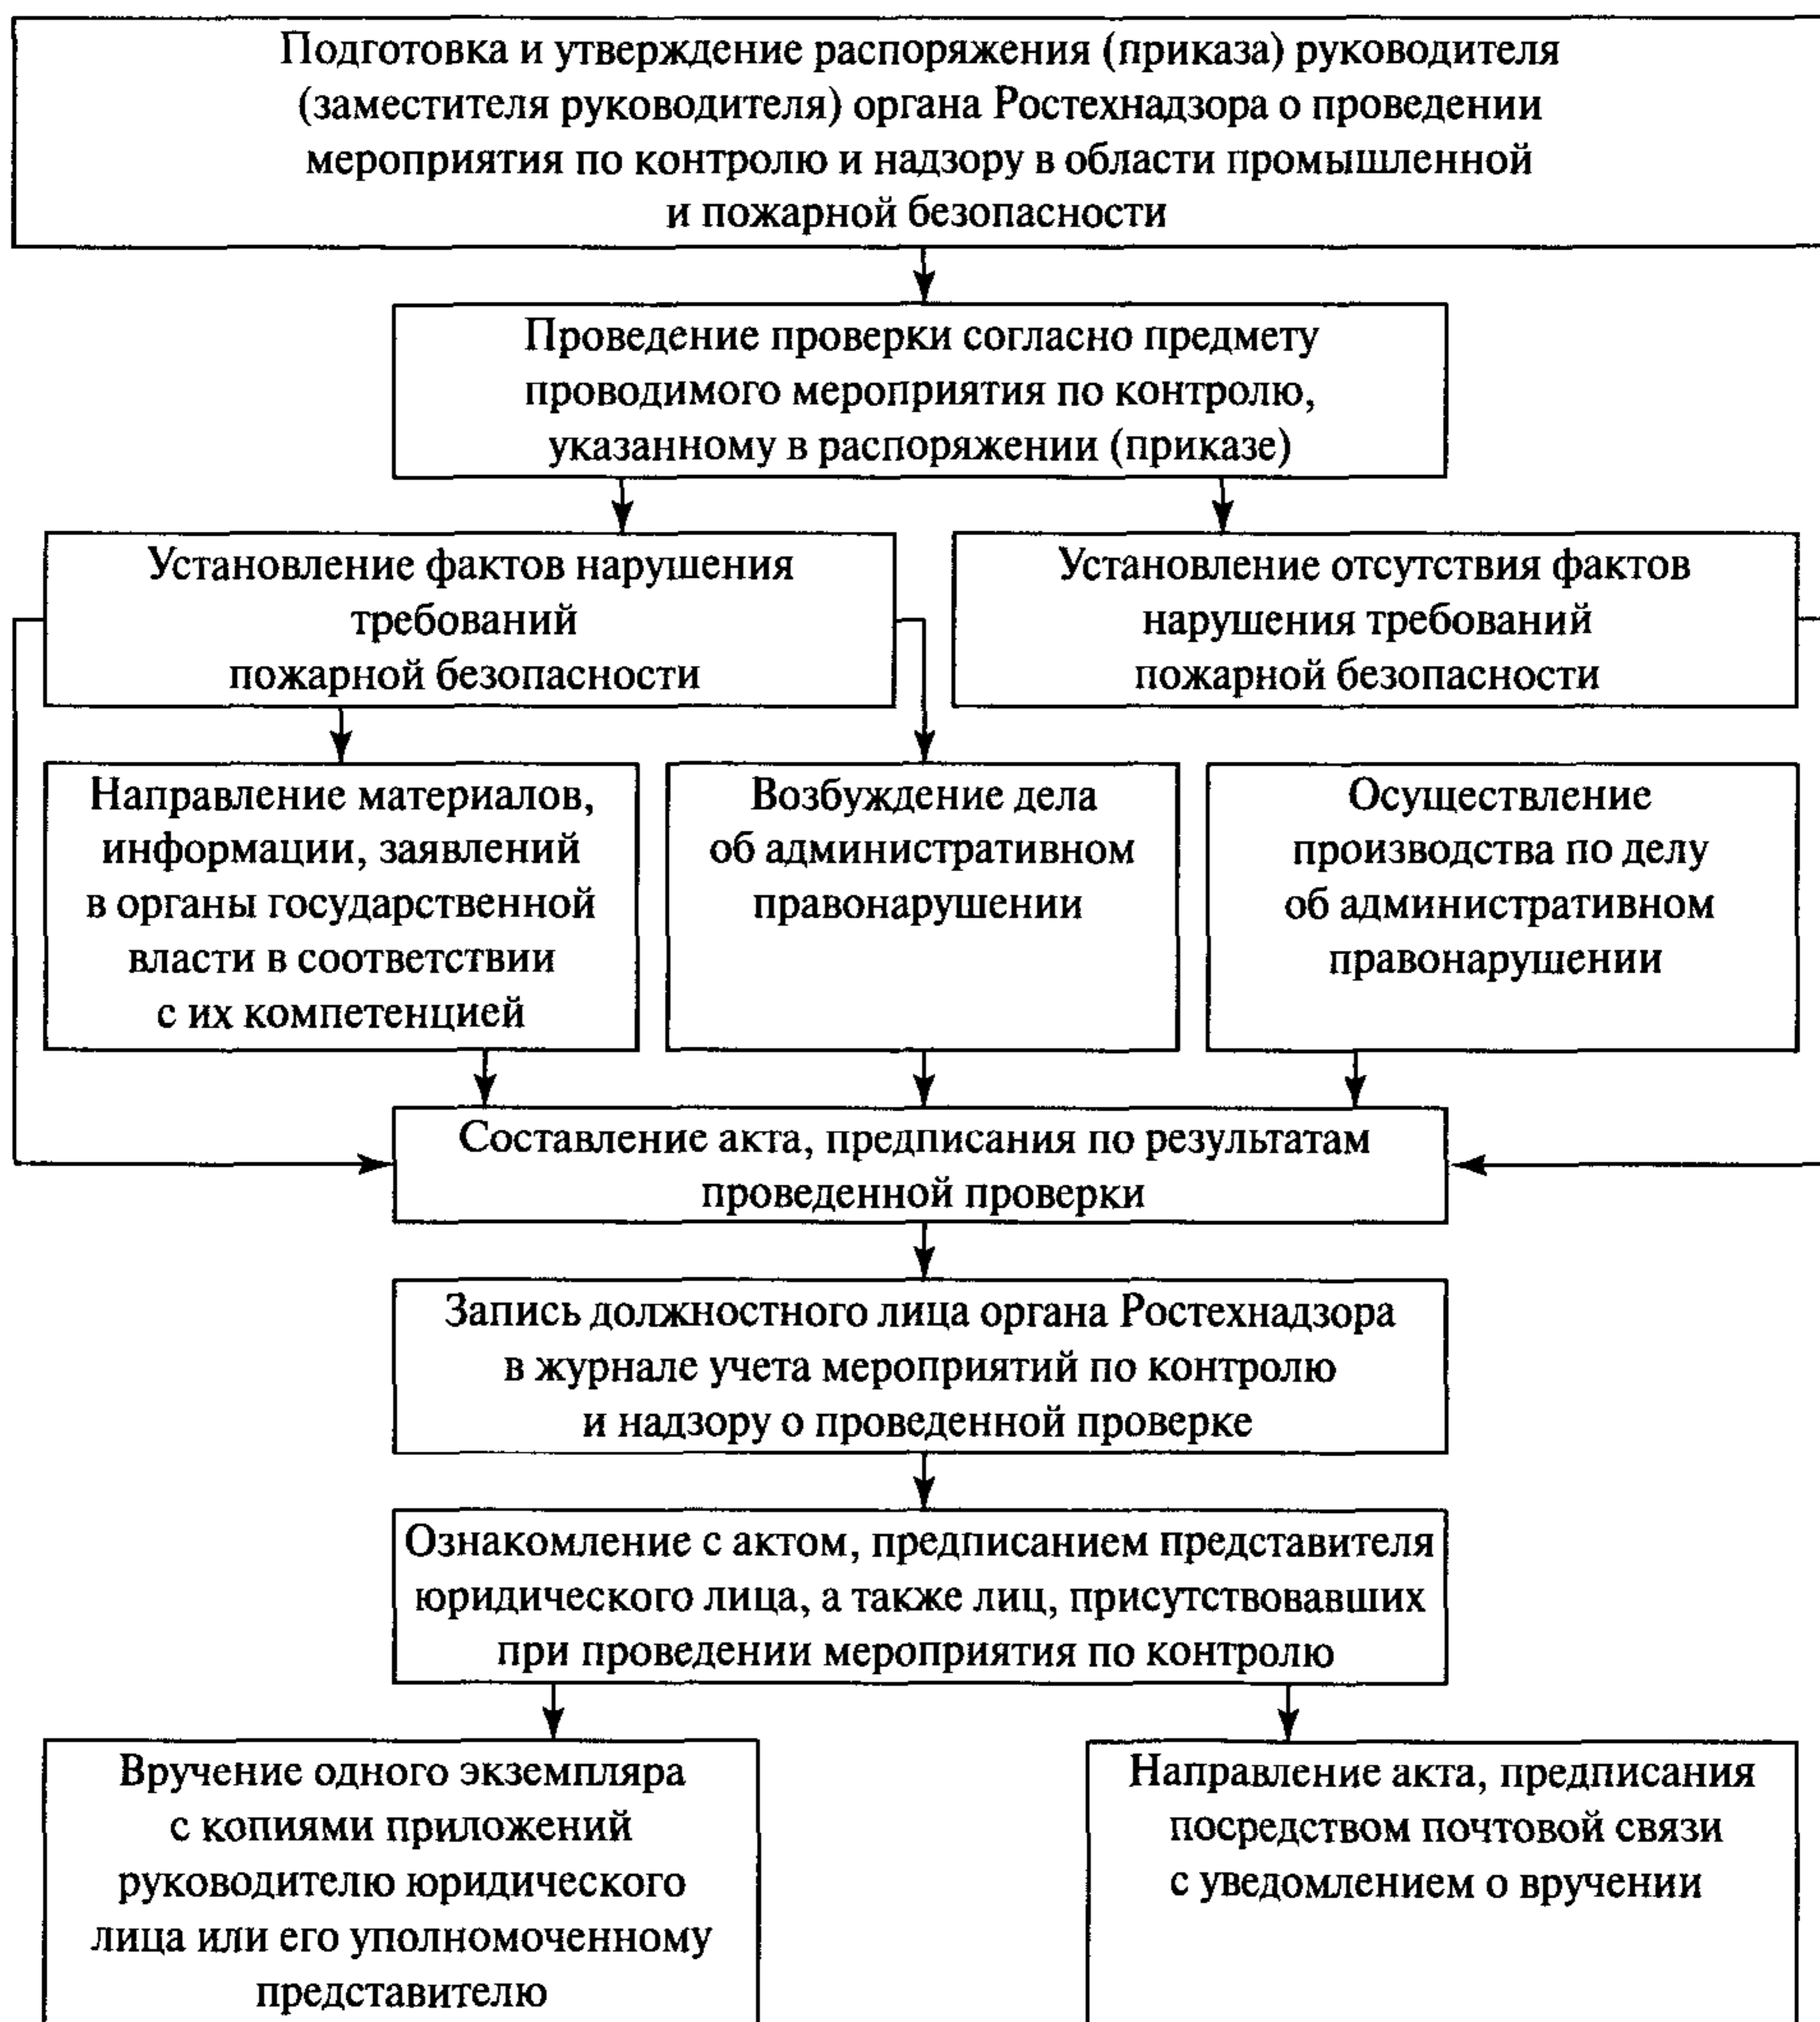 Подготовка и утверждение распоряжения (приказа) руководителя
(заместителя руководителя) органа Ростехнадзора о проведении
мероприятия по контролю и надзору в области промышленной
и пожарной безопасности
Проведение проверки согласно предмету
проводимого мероприятия по контролю,
указанному в распоряжении (приказе)
Установление фактов нарушения
требований
пожарной безопасности
Установление отсутствия фактов
нарушения требований
пожарной безопасности
Направление материалов,
информации, заявлений
в органы государственной
власти в соответствии
с их компетенцией
Возбуждение дела
об административном
правонарушении
Осуществление
производства по делу
об административном
правонарушении
Составление акта, предписания по результатам
проведенной проверки
Запись должностного лица органа Ростехнадзора
в журнале учета мероприятий по контролю
и надзору о проведенной проверке
Ознакомление с актом, предписанием представителя
юридического лица, а также лиц, присутствовавших
при проведении мероприятия по контролю
Вручение одного экземпляра
с копиями приложений
руководителю юридического
лица или его уполномоченному
представителю
Направление акта, предписания
посредством почтовой связи
с уведомлением о вручении